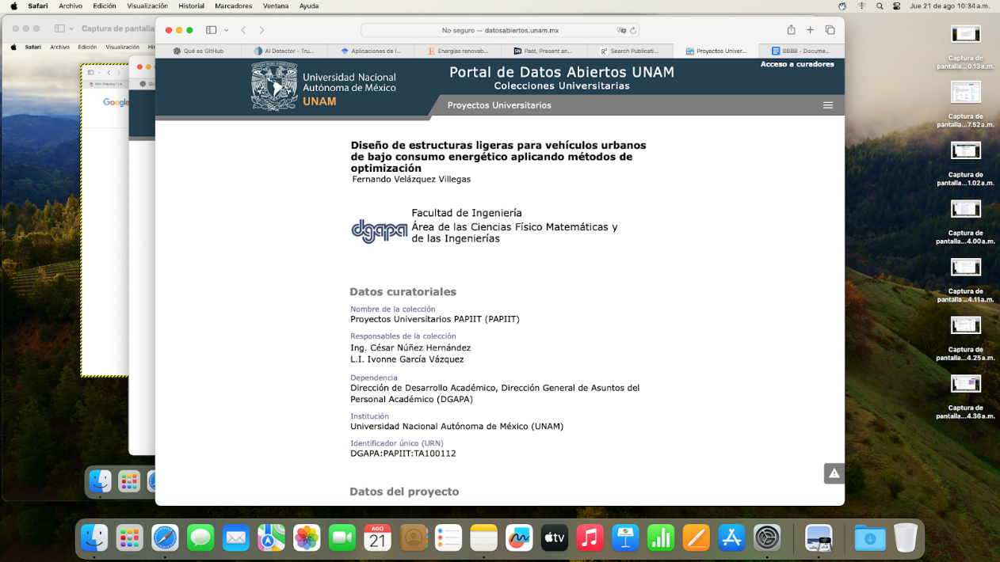 Safari Archivo Edición Visualización Historial Marcadores Ventana Ayuda
Jue 21 de ago 10:34 a.m.
Captura de pantalla
Safari Archivo Edición Visualización
Google
No seguro — datosabiertos.unam.mx
Qué es GitHub
AI Detector - Tru...
Aplicaciones de l...
Energías renovab...
Past, Present an...
Search Publicati...
Proyectos Univer...
BBBB - Docume...
Acceso a curadores
Universidad Nacional
Autónoma de México
UNAM
Portal de Datos Abiertos UNAM
Colecciones Universitarias
Proyectos Universitarios
Diseño de estructuras ligeras para vehículos urbanos
de bajo consumo energético aplicando métodos de
optimización
Fernando Velázquez Villegas
dgapa
Facultad de Ingeniería
Área de las Ciencias Físico Matemáticas y
de las Ingenierías
Datos curatoriales
Nombre de la colección
Proyectos Universitarios PAPIIT (PAPIIT)
Responsables de la colección
Ing. César Núñez Hernández
L.I. Ivonne García Vázquez
Dependencia
Dirección de Desarrollo Académico, Dirección General de Asuntos del
Personal Académico (DGAPA)
Institución
Universidad Nacional Autónoma de México (UNAM)
Identificador único (URN)
DGAPA:PAPIIT:TA100112
Datos del proyecto
Captura de
pantalla...0.13 a.m.
Captura de
pantalla...7.52 a.m.
Captura de
pantalla...1.02 a.m.
Captura de
pantalla...4.00 a.m.
Captura de
pantalla...4.11 a.m.
Captura de
pantalla...4.25 a.m.
Captura de
pantalla...4.36 a.m.
AGO
21
tv